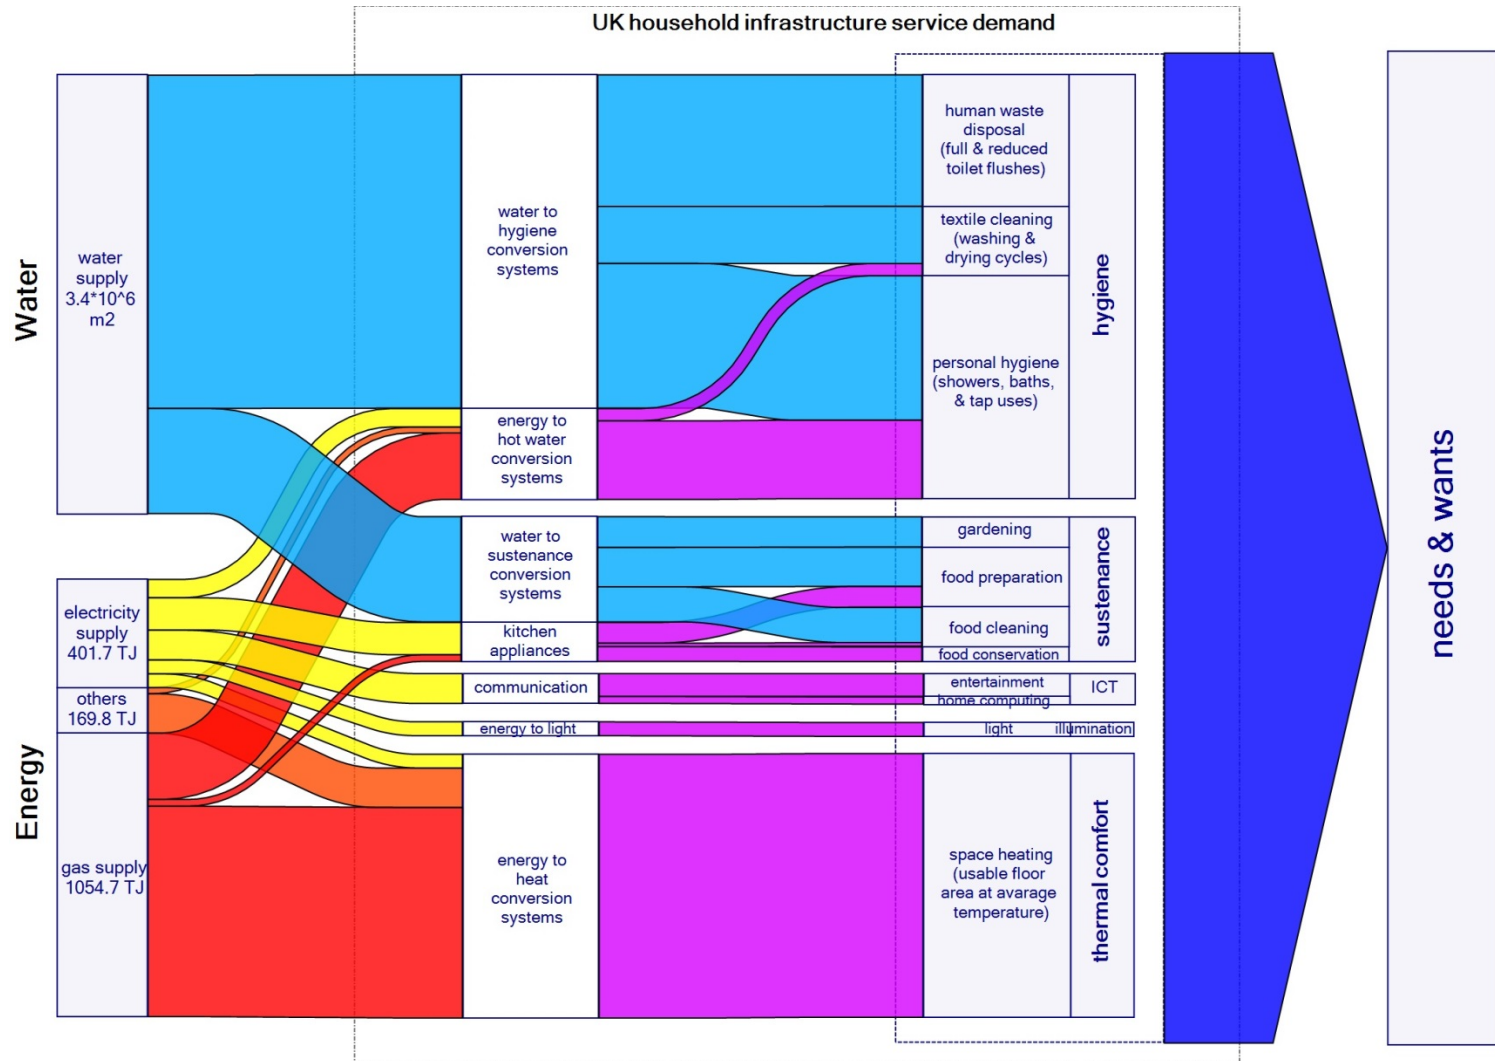 UK household infrastructure service demand
Water
water
supply
3.4*10^6
m2
Energy
electricity
supply
401.7 TJ
others
169.8 TJ
gas supply
1054.7 TJ
water to
hygiene
conversion
systems
energy to
hot water
conversion
systems
water to
sustenance
conversion
systems
kitchen
appliances
communication
energy to light
energy to
heat
conversion
systems
human waste
disposal
(full & reduced
toilet flushes)
textile cleaning
(washing &
drying cycles)
personal hygiene
(showers, baths,
& tap uses)
hygiene
gardening
food preparation
food cleaning
food conservation
sustenance
entertainment
home computing
ICT
light
illumination
space heating
(usable floor
area at avarage
temperature)
thermal comfort
needs & wants